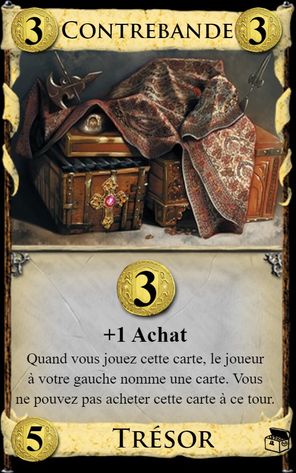 3 CONTREBANDE 3
3
+1 Achat
Quand vous jouez cette carte, le joueur
à votre gauche nomme une carte. Vous
ne pouvez pas acheter cette carte à ce tour.
5 TRÉSOR